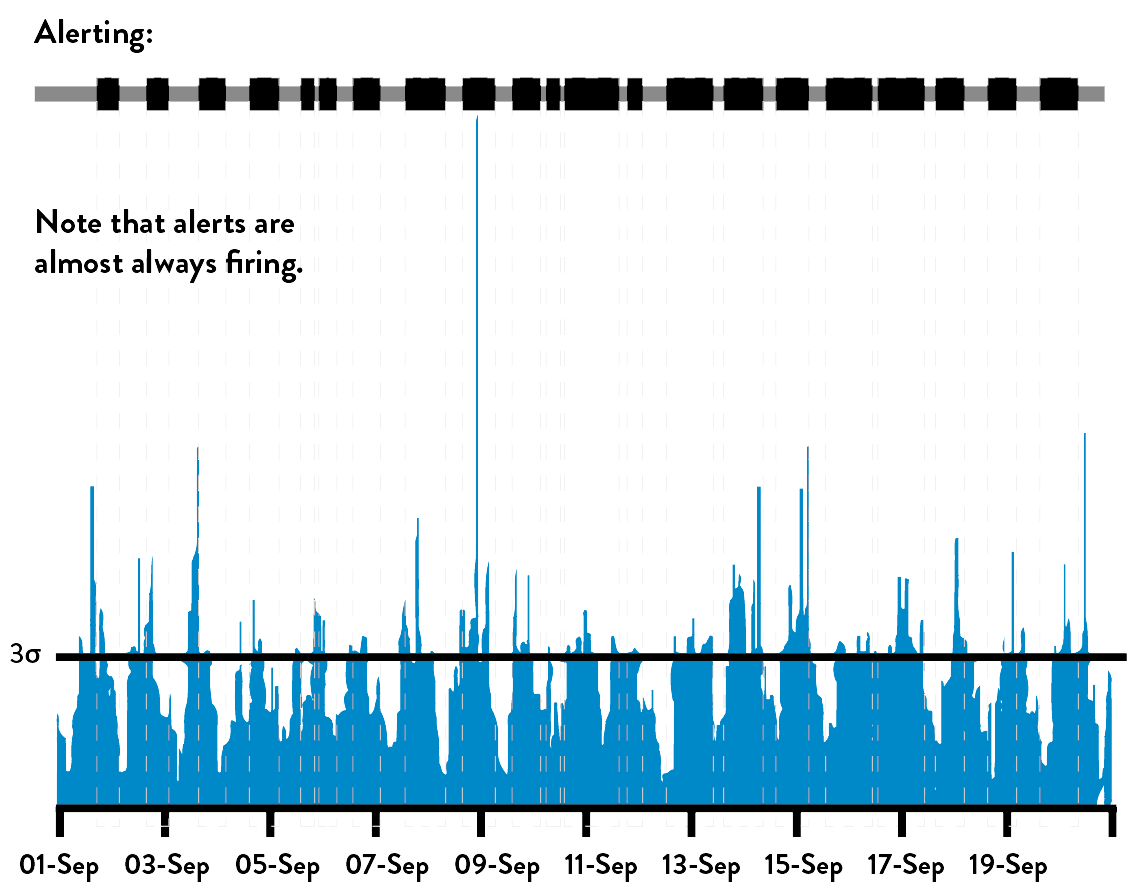 Alerting:
Note that alerts are
almost always firing.
3σ
01-Sep 03-Sep 05-Sep 07-Sep 09-Sep 11-Sep 13-Sep 15-Sep 17-Sep 19-Sep